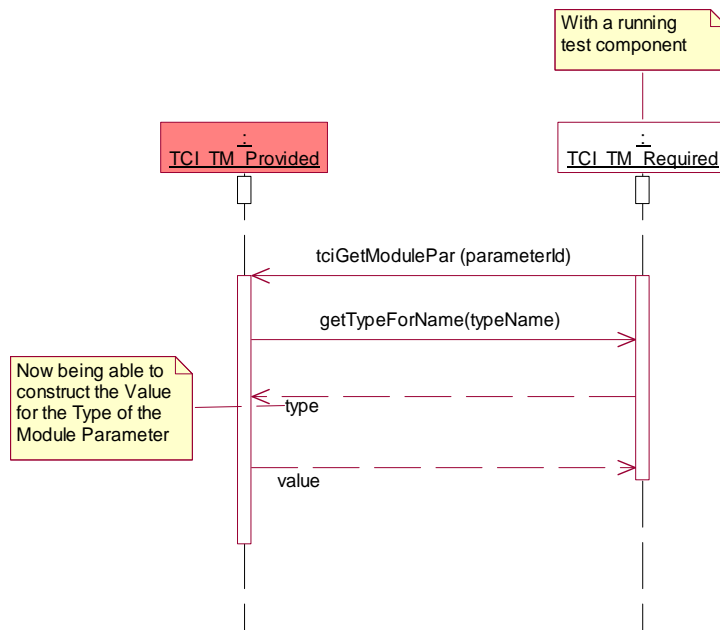 With a running
test component
:
TCI_TM_Provided
:
TCI_TM_Required
tciGetModulePar (parameterId)
getTypeForName(typeName)
Now being able to
construct the Value
for the Type of the
Module Parameter
type
value